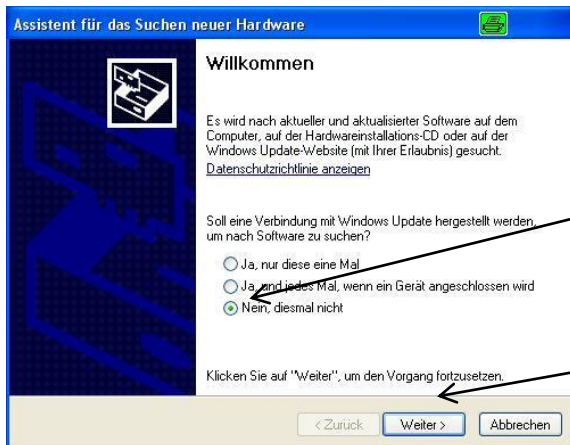 Assistent für das Suchen neuer Hardware
Willkommen
Es wird nach aktueller und aktualisierter Software auf dem
Computer, auf der Hardwareinstallations-CD oder auf der
Windows Update-Website (mit Ihrer Erlaubnis) gesucht.
Datenschutzrichtlinie anzeigen
Soll eine Verbindung mit Windows Update hergestellt werden,
um nach Software zu suchen?
Ja, nur diese eine Mal
Ja, und jedes Mal, wenn ein Gerät angeschlossen wird
Nein, diesmal nicht
Klicken Sie auf "Weiter", um den Vorgang fortzusetzen.
< Zurück Weiter > Abbrechen